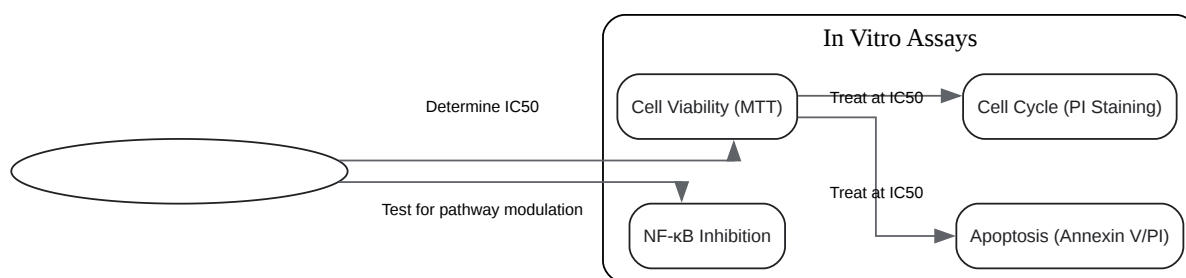 In Vitro Assays
Determine IC50
Cell Viability (MTT)
Treat at IC50
Cell Cycle (PI Staining)
Test for pathway modulation
Treat at IC50
NF-κB Inhibition
Apoptosis (Annexin V/PI)